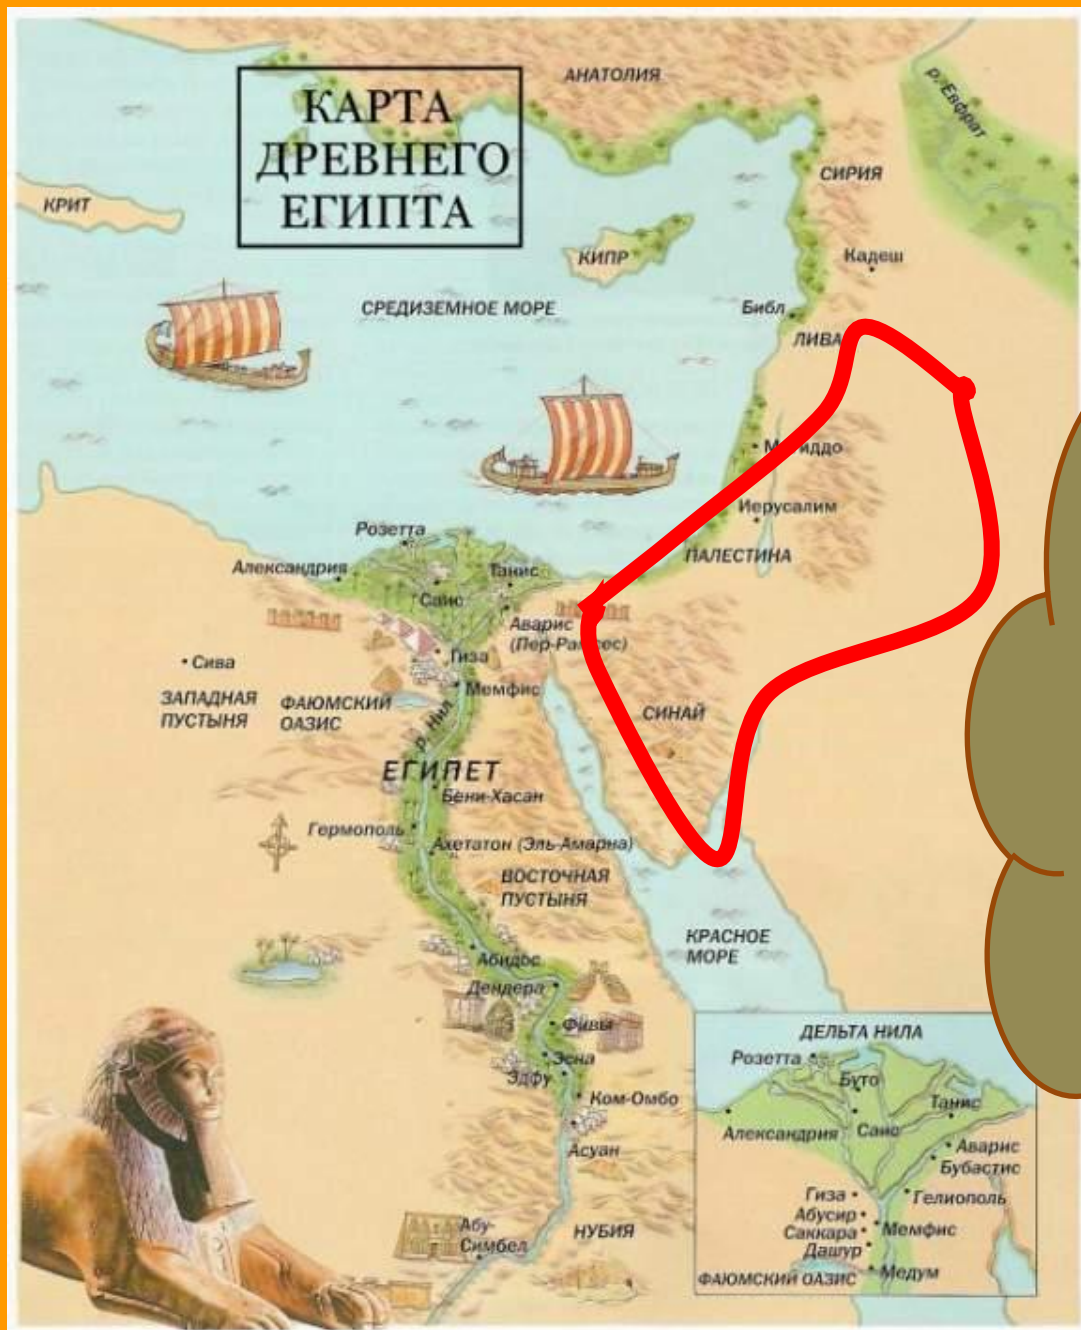 КАРТА
ДРЕВНЕГО
ЕГИПТА
АНАТОЛИЯ
р. Евфрат
СИРИЯ
КРИТ
КИПР
Кадеш
СРЕДИЗЕМНОЕ МОРЕ
Библ
ЛИВА
Мегиддо
Иерусалим
ПАЛЕСТИНА
Розетта
Александрия
Танис
Саис
Аварис
(Пер-Рамсес)
Гиза
Сива
Мемфис
ЗАПАДНАЯ
ПУСТЫНЯ
ФАЮМСКИЙ
ОАЗИС
р. Нил
СИНАЙ
ЕГИПЕТ
Бени-Хасан
Гермополь
Ахетатон (Эль-Амарна)
ВОСТОЧНАЯ
ПУСТЫНЯ
КРАСНОЕ
МОРЕ
Абидос
Дендера
Фивы
Эсна
Эдфу
Ком-Омбо
Асуан
Абу-
Симбел
НУБИЯ
ДЕЛЬТА НИЛА
Розетта
Буто
Танис
Александрия
Саис
Аварис
Бубастис
Гиза
Гелиополь
Абусир
Саккара
Мемфис
Дашур
ФАЮМСКИЙ ОАЗИС
Медум